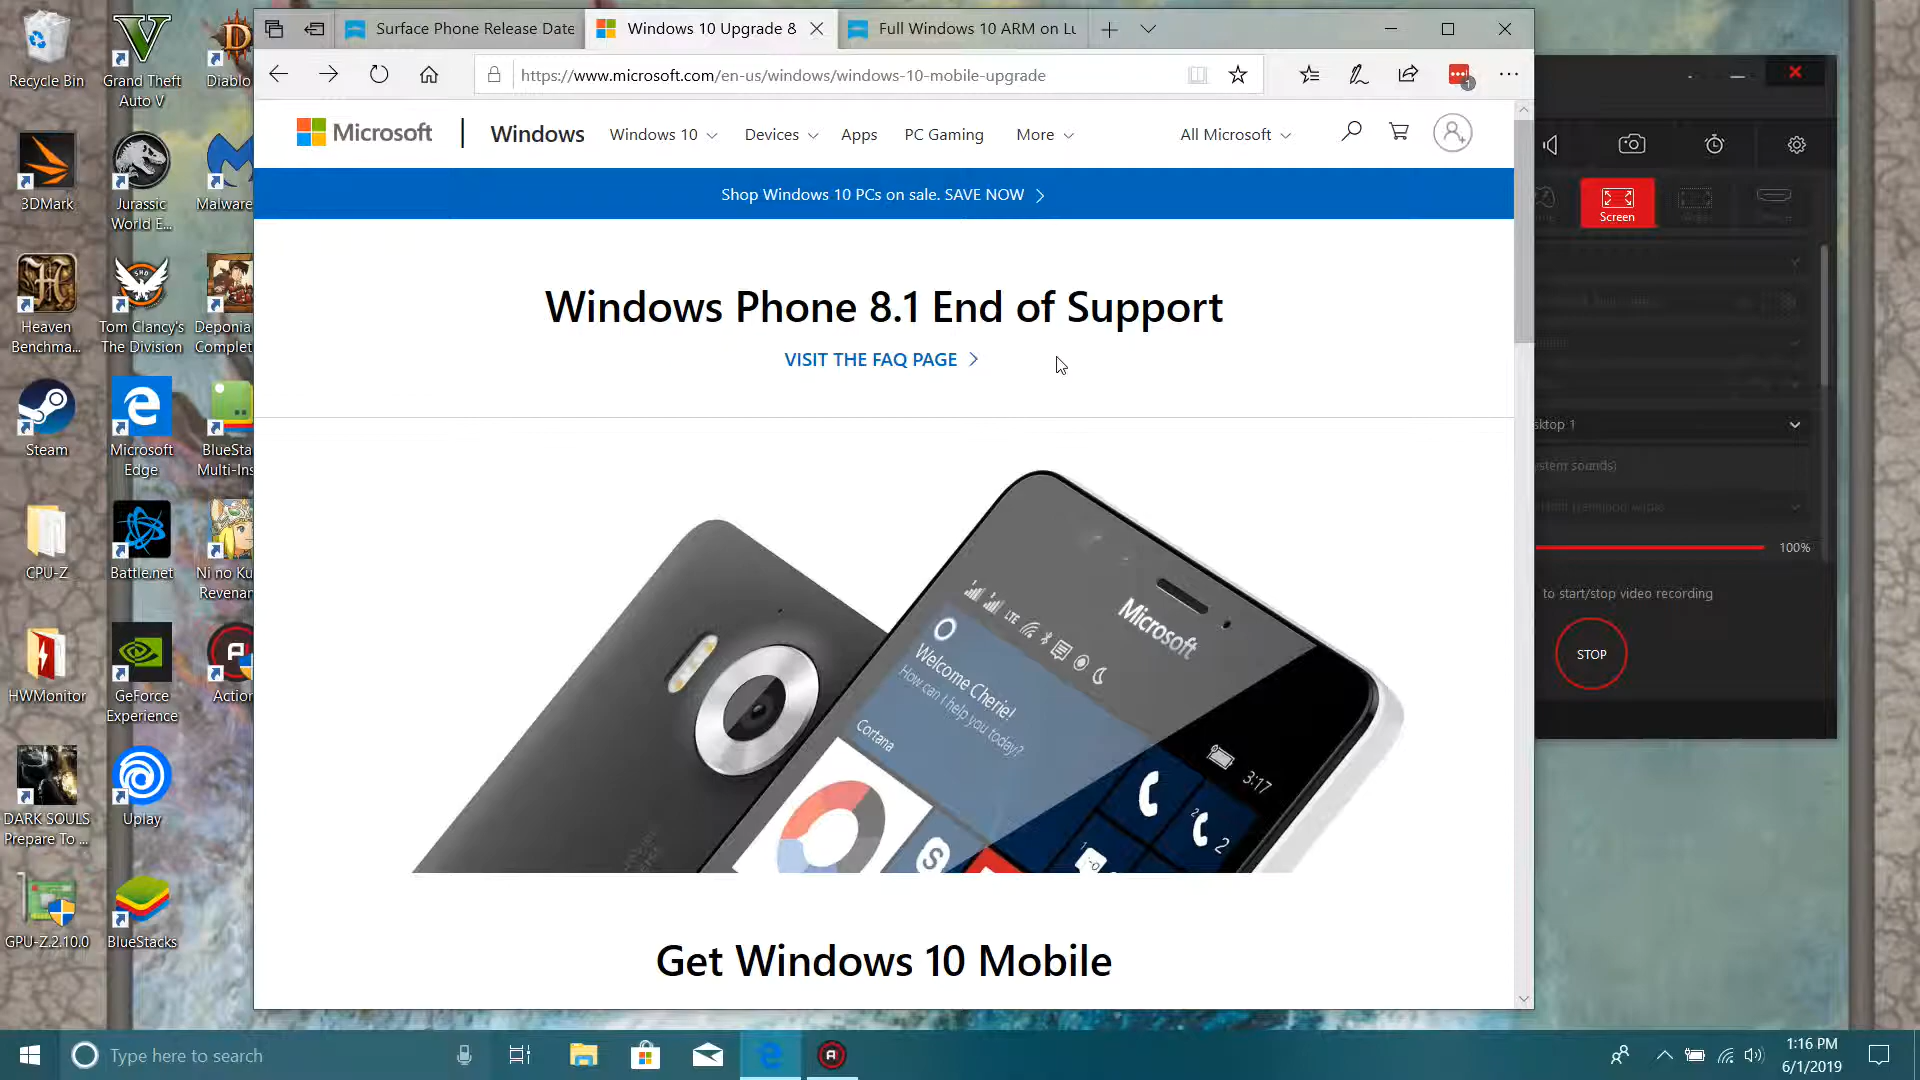 Recycle Bin
Grand Theft
Auto V
Diablo
3DMark
Jurassic
World E...
Malware
Heaven
Benchma...
Tom Clancy's
The Division
Deponia
Complet
Steam
Microsoft
Edge
BlueSta
Multi-Ins
CPU-Z
Battle.net
Ni no Ku
Revenan
HWMonitor
GeForce
Experience
Action
DARK SOULS
Prepare To ...
Uplay
GPU-Z.2.10.0
BlueStacks
Surface Phone Release Date
Windows 10 Upgrade &
Full Windows 10 ARM on Lu
https://www.microsoft.com/en-us/windows/windows-10-mobile-upgrade
1
Microsoft
Windows
Windows 10
Devices
Apps
PC Gaming
More
All Microsoft
Shop Windows 10 PCs on sale. SAVE NOW
Windows Phone 8.1 End of Support
VISIT THE FAQ PAGE
Microsoft
LTE
Welcome Cherie!
How can I help you today?
Cortana
3:17
2
2
1
:-)
Get Windows 10 Mobile
Screen
sktop 1
ystem sounds)
100%
to start/stop video recording
STOP
Type here to search
1:16 PM
6/1/2019